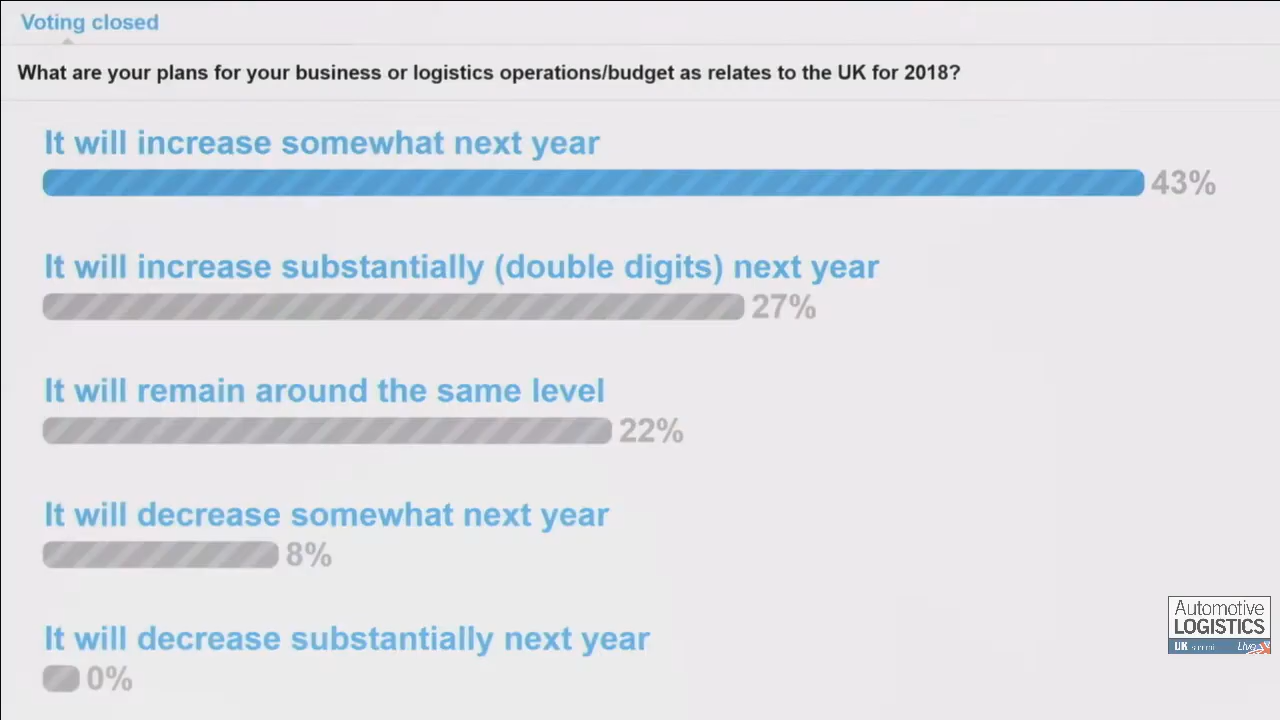 Voting closed
What are your plans for your business or logistics operations/budget as relates to the UK for 2018?
It will increase somewhat next year
43%
It will increase substantially (double digits) next year
27%
It will remain around the same level
22%
It will decrease somewhat next year
8%
It will decrease substantially next year
0%
Automotive
LOGISTICS
UK summit Live